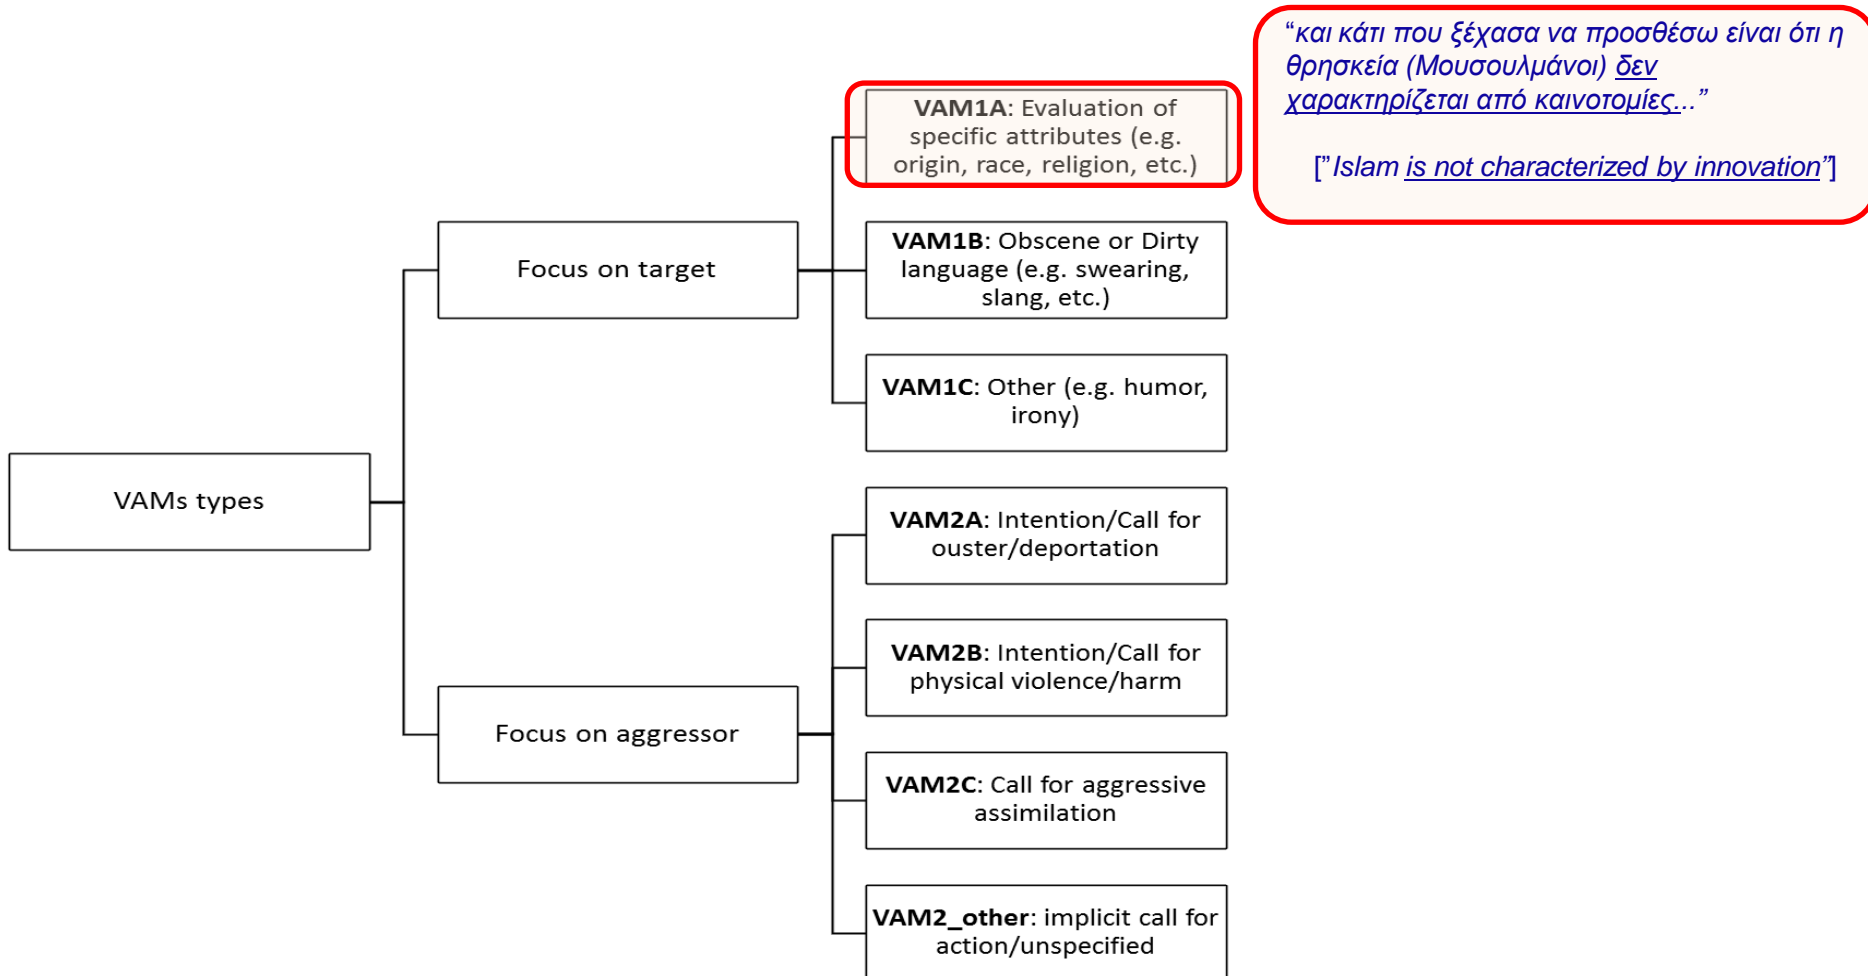 “και κάτι που ξέχασα να προσθέσω είναι ότι η
θρησκεία (Μουσουλμάνοι) δεν
χαρακτηρίζεται από καινοτομίες...”
[”Islam is not characterized by innovation”]
VAM1A: Evaluation of
specific attributes (e.g.
origin, race, religion, etc.)
VAM1B: Obscene or Dirty
language (e.g. swearing,
slang, etc.)
Focus on target
VAM1C: Other (e.g. humor,
irony)
VAMs types
VAM2A: Intention/Call for
ouster/deportation
VAM2B: Intention/Call for
physical violence/harm
Focus on aggressor
VAM2C: Call for aggressive
assimilation
VAM2_other: implicit call for
action/unspecified